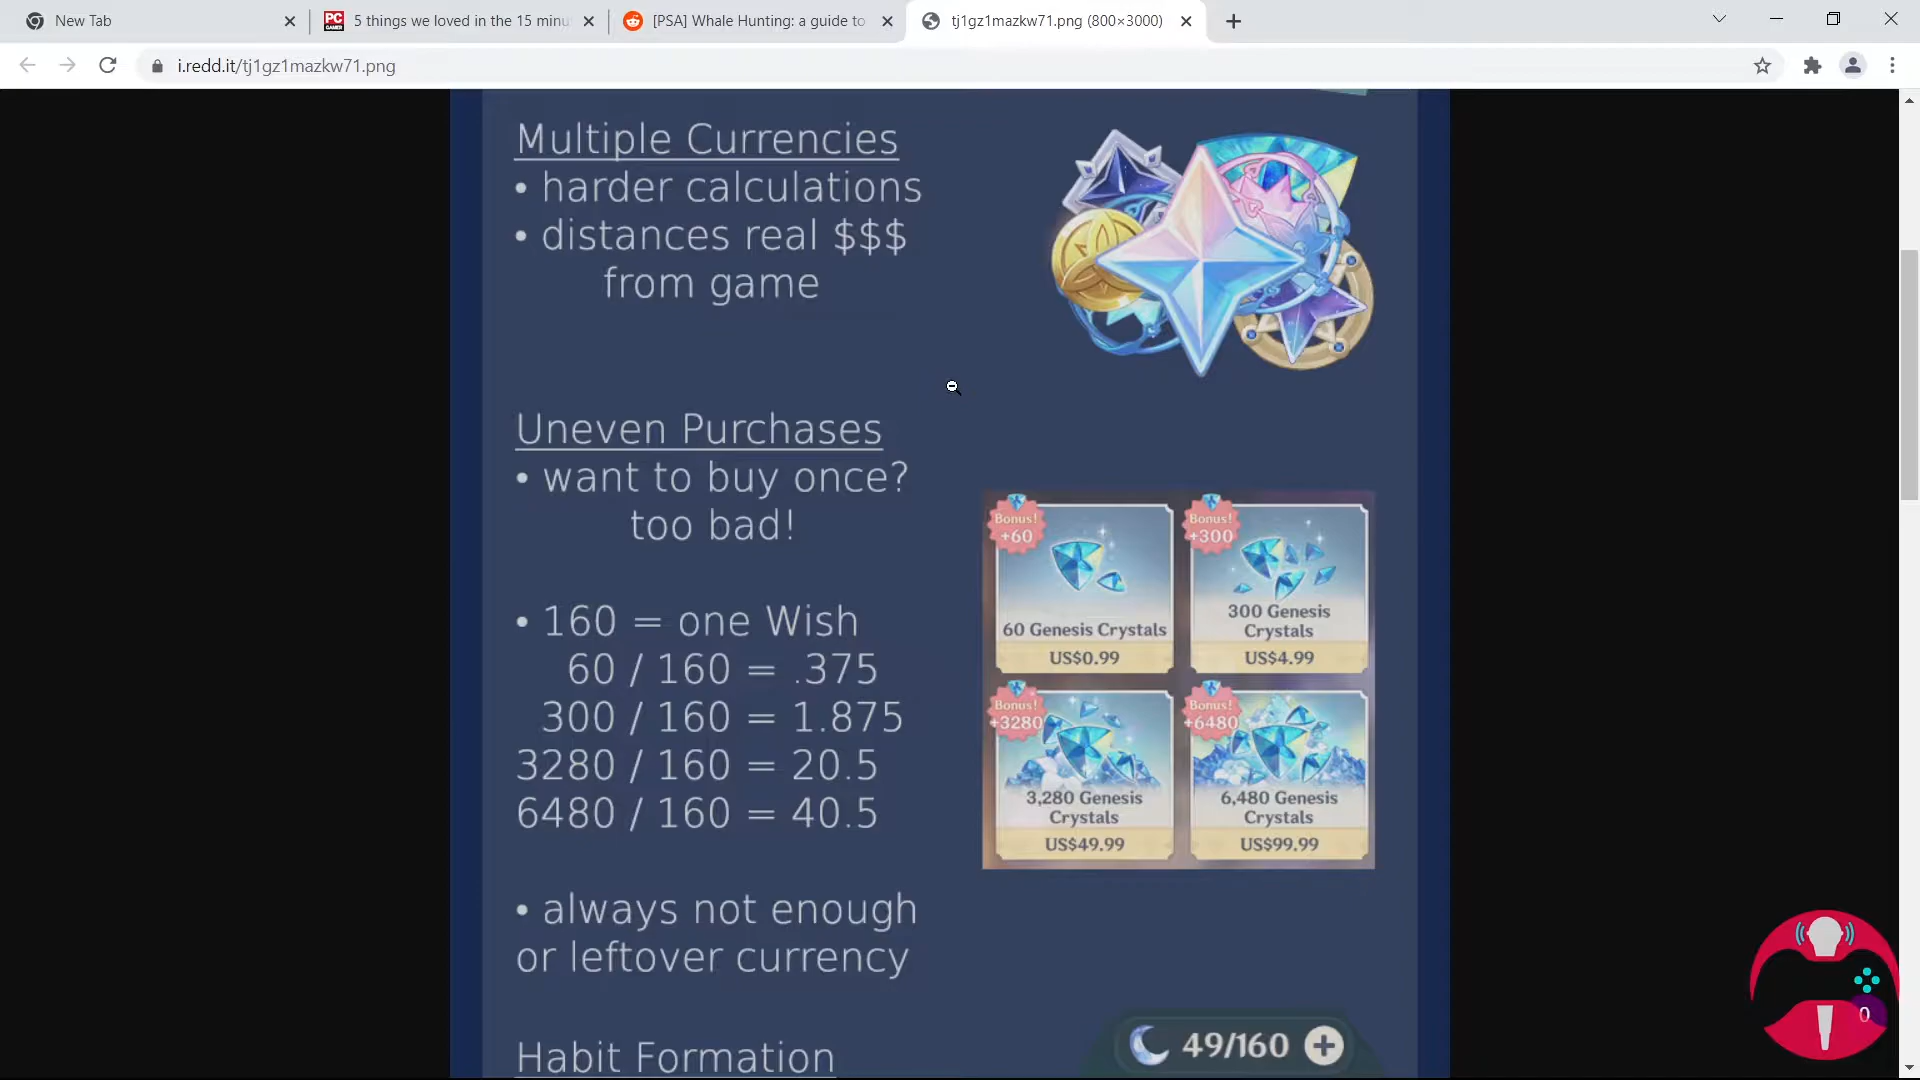 New Tab
5 things we loved in the 15 minu
[PSA] Whale Hunting: a guide to
tj1gz1mazkw71.png (800×3000)
i.redd.it/tj1gz1mazkw71.png
Multiple Currencies
• harder calculations
• distances real $$$
from game
Uneven Purchases
• want to buy once?
too bad!
• 160 = one Wish
60 / 160 = .375
300 / 160 = 1.875
3280 / 160 = 20.5
6480 / 160 = 40.5
• always not enough
or leftover currency
Bonus!
+60
60 Genesis Crystals
US$0.99
Bonus!
+300
300 Genesis
Crystals
US$4.99
Bonus!
+3280
3,280 Genesis
Crystals
US$49.99
Bonus!
+6480
6,480 Genesis
Crystals
US$99.99
Habit Formation
49/160
0